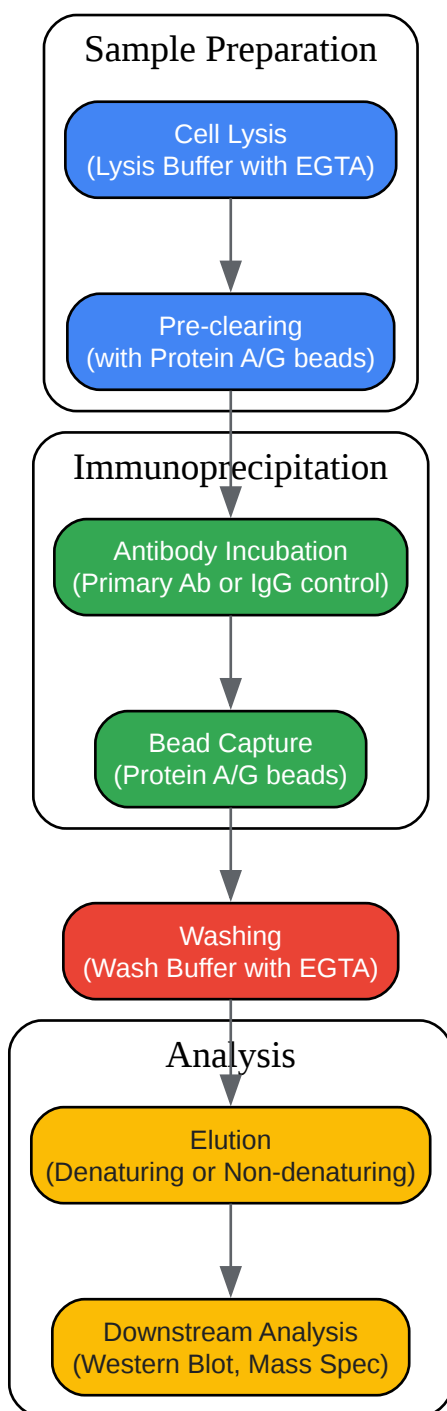 Sample Preparation
Cell Lysis
(Lysis Buffer with EGTA)
Pre-clearing
(with Protein A/G beads)
Immunoprecipitation
Antibody Incubation
(Primary Ab or IgG control)
Bead Capture
(Protein A/G beads)
Washing
(Wash Buffer with EGTA)
Analysis
Elution
(Denaturing or Non-denaturing)
Downstream Analysis
(Western Blot, Mass Spec)